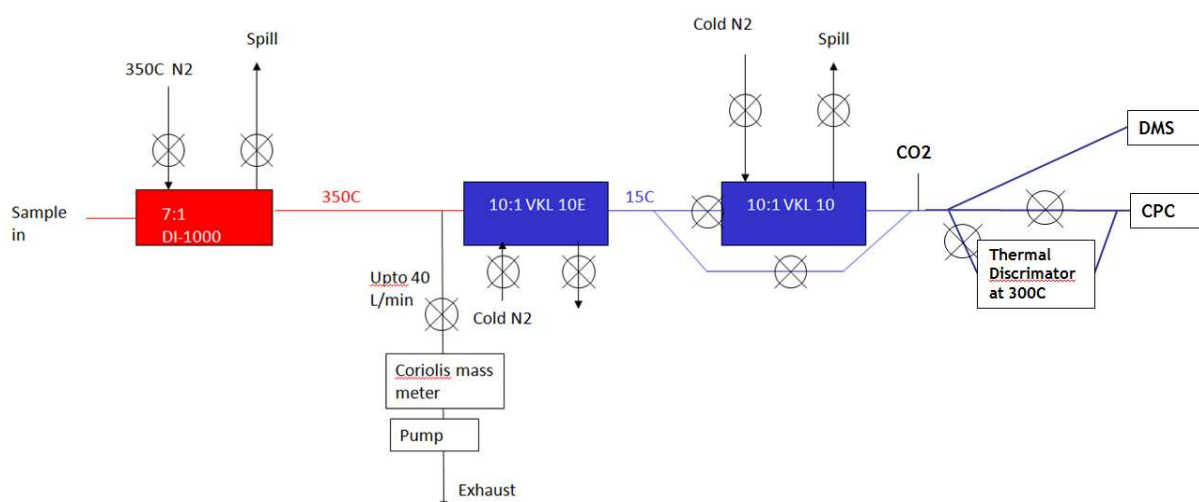 Cold N2
Spill
Spill
350C  N2
DMS
CO2
Sample
in
7:1
DI-1000
350C
10:1 VKL 10E
15C
10:1 VKL 10
CPC
Thermal
Discrimator
at 300C
Upto 40
L/min
Cold N2
Coriolis mass
meter
Pump
Exhaust